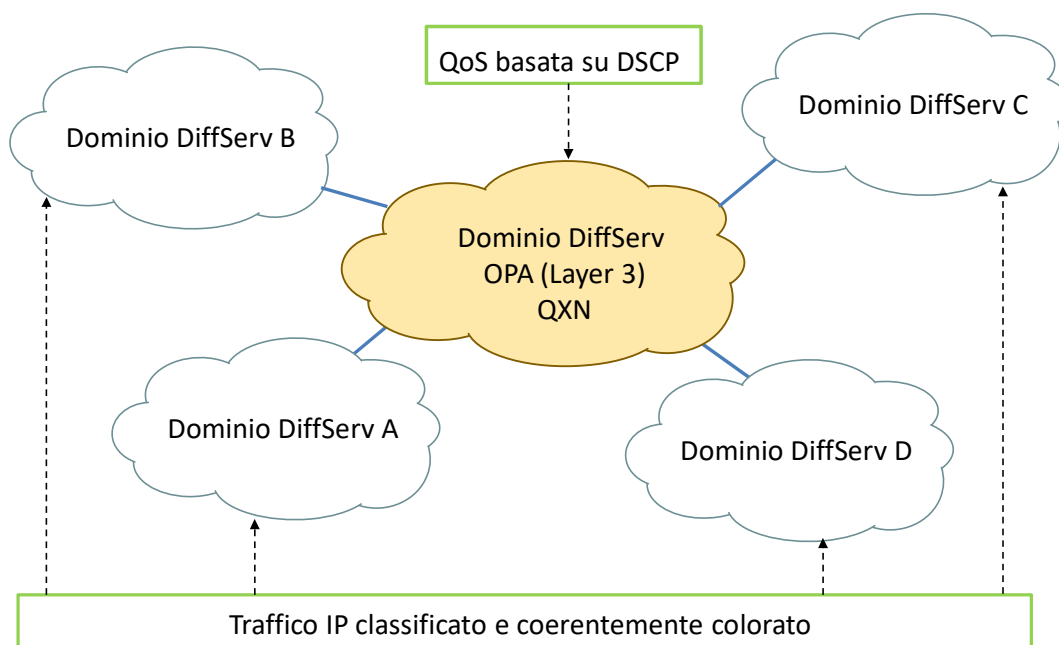 QoS basata su DSCP
Dominio DiffServ B
Dominio DiffServ C
Dominio DiffServ
OPA (Layer 3)
QXN
Dominio DiffServ A
Dominio DiffServ D
Traffico IP classificato e coerentemente colorato